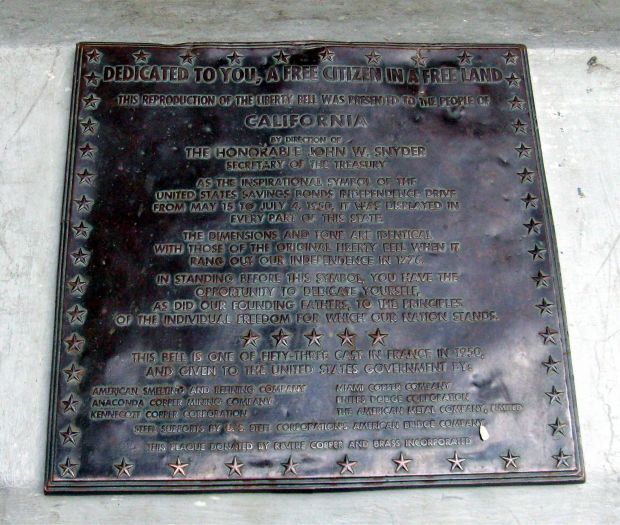 DEDICATED TO YOU, A FREE CITIZEN IN A FREE LAND
THIS REPRODUCTION OF THE LIBERTY BELL WAS PRESENTED TO THE PEOPLE OF
CALIFORNIA
BY DIRECTION OF
THE HONORABLE JOHN W. SNYDER
SECRETARY OF THE TREASURY
AS THE INSPIRATIONAL SYMBOL OF THE
UNITED STATES SAVINGS BONDS INDEPENDENCE DRIVE
FROM MAY 15 TO JULY 4, 1950, IT WAS DISPLAYED IN
EVERY PART OF THIS STATE.
THE DIMENSIONS AND TONE ARE IDENTICAL
WITH THOSE OF THE ORIGINAL LIBERTY BELL WHEN IT
RANG OUT OUR INDEPENDENCE IN 1776.
IN STANDING BEFORE THIS SYMBOL, YOU HAVE THE
OPPORTUNITY TO DEDICATE YOURSELF,
AS DID OUR FOUNDING FATHERS, TO THE PRINCIPLES
OF THE INDIVIDUAL FREEDOM FOR WHICH OUR NATION STANDS.
THIS BELL IS ONE OF FIFTY-THREE CAST IN FRANCE IN 1950,
AND GIVEN TO THE UNITED STATES GOVERNMENT BY:
AMERICAN SMELTING AND REFINING COMPANY
ANACONDA COPPER MINING COMPANY
KENNECOTT COPPER CORPORATION
MIAMI COPPER COMPANY
PHELPS DODGE CORPORATION
THE AMERICAN METAL COMPANY, LIMITED
STEEL SUPPORTS BY U. S. STEEL CORPORATION'S AMERICAN BRIDGE COMPANY
THIS PLAQUE DONATED BY REVERE COPPER AND BRASS INCORPORATED